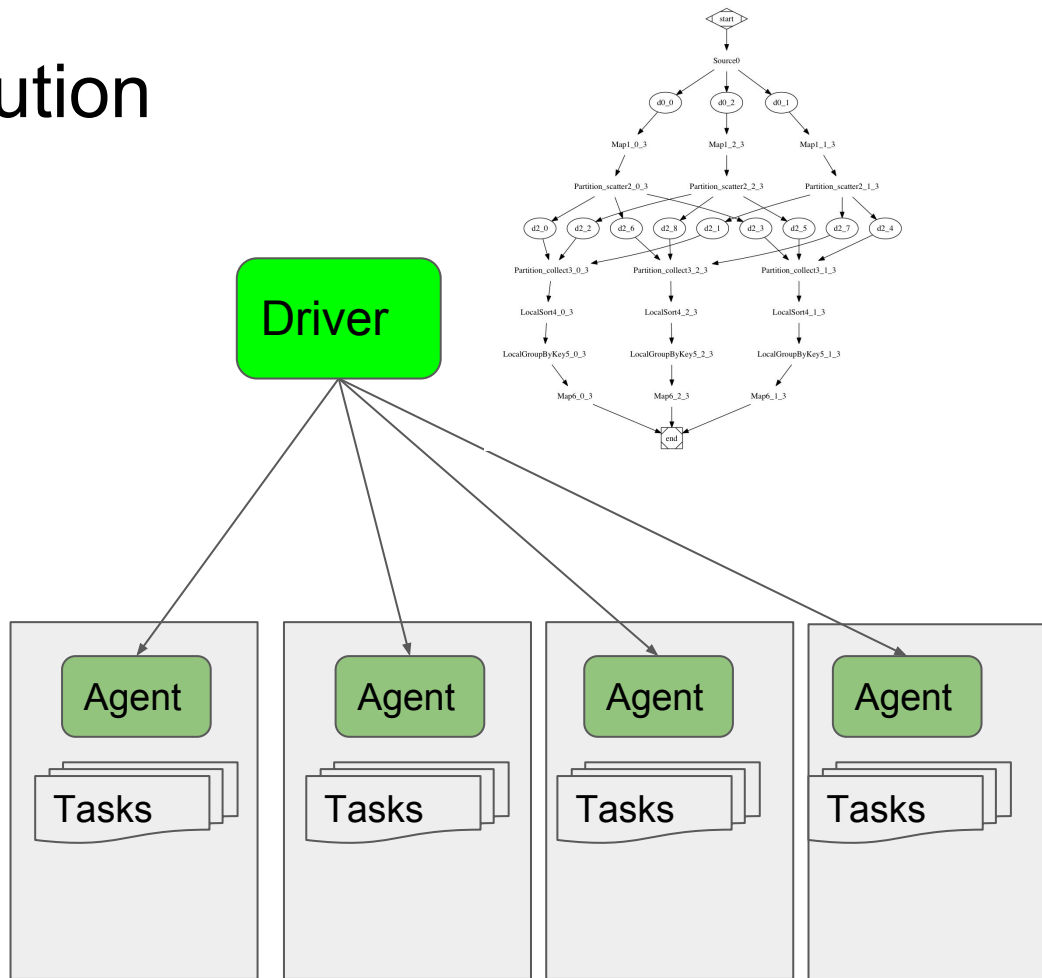 ution
start
Source0
d0_0 d0_2 d0_1
Map1_0_3 Map1_2_3 Map1_1_3
Partition_scatter2_0_3 Partition_scatter2_2_3 Partition_scatter2_1_3
d2_0 d2_2 d2_6 d2_8 d2_1 d2_3 d2_5 d2_7 d2_4
Partition_collect3_0_3 Partition_collect3_2_3 Partition_collect3_1_3
LocalSort4_0_3 LocalSort4_2_3 LocalSort4_1_3
LocalGroupByKey5_0_3 LocalGroupByKey5_2_3 LocalGroupByKey5_1_3
Map6_0_3 Map6_2_3 Map6_1_3
end
Driver
Agent Agent Agent Agent
Tasks Tasks Tasks Tasks